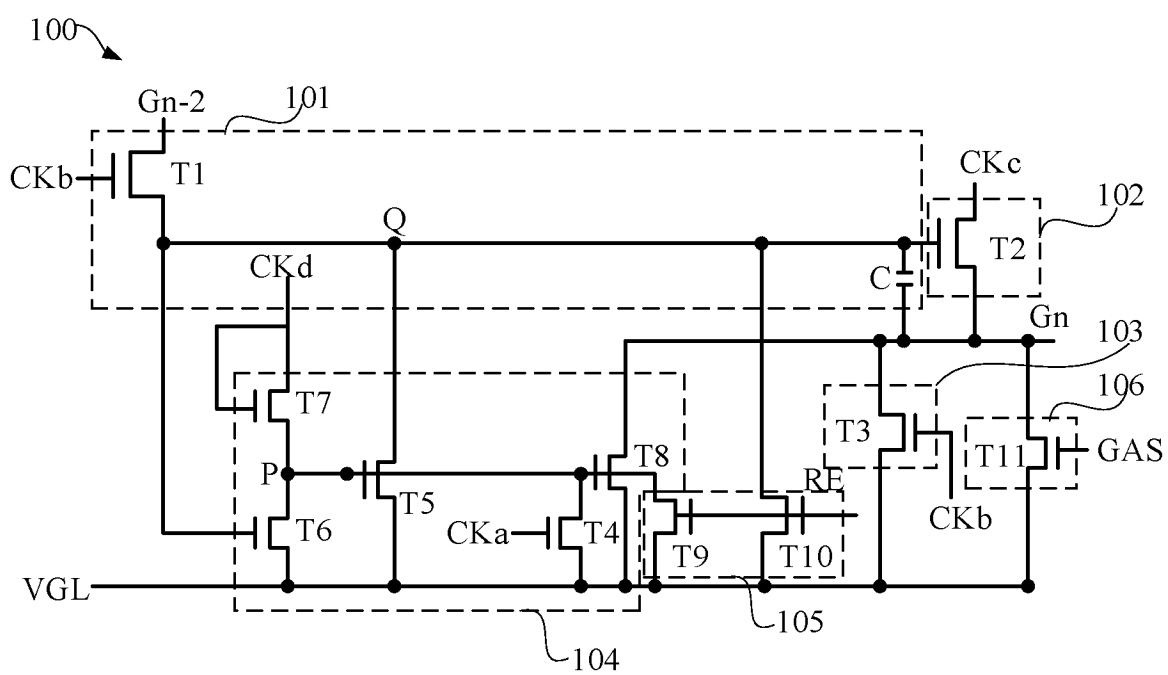 100
Gn-2
101
CKb
T1
CKc
102
Q
T2
CKd
C
Gn
103
106
T7
T3
T8
T11
GAS
P
T5
RE
T6
CKa
T4
CKb
T9
T10
VGL
105
104